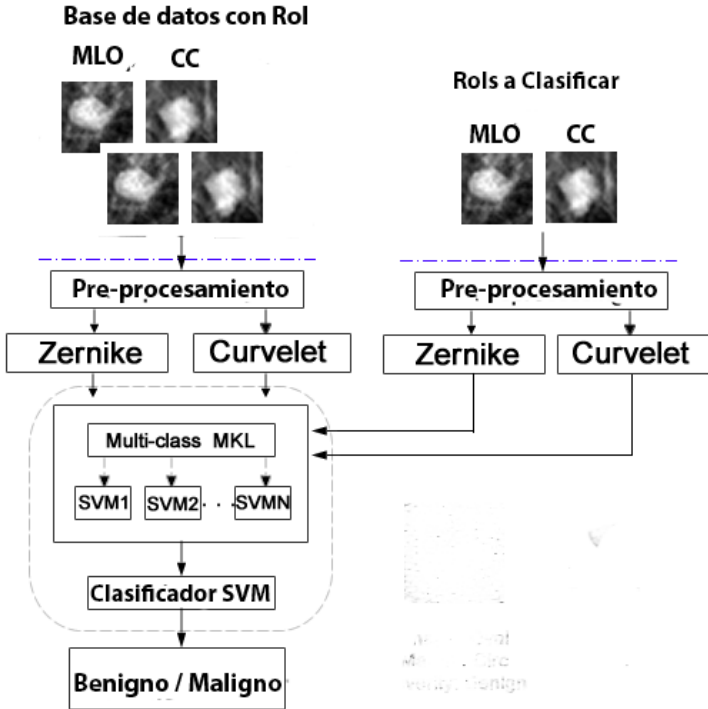 Base de datos con RoI
MLO CC
RoIs a Clasificar
MLO CC
Pre-procesamiento
Pre-procesamiento
Zernike Curvelet
Zernike Curvelet
Multi-class MKL
SVM1 SVM2 · · · SVMN
Clasificador SVM
Benigno / Maligno